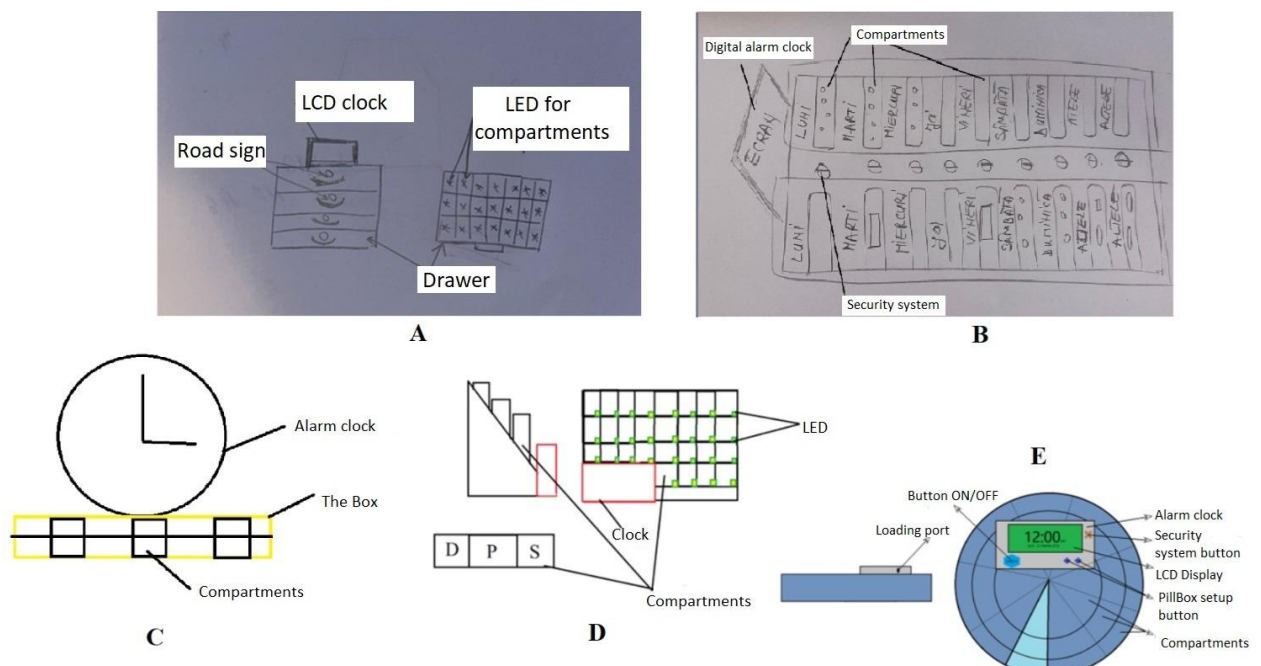 LCD clock
LED for
compartments
Road sign
Drawer
A
Compartments
Digital alarm clock
ECRAN
LUNI
MARTI
MIERCURI
JOI
VINERI
SÂMBĂTA
DUMINICA
ALTELE
ALTELE
LUNI
MARTI
MIERCURI
JOI
VINERI
SAMBATA
DUMINICA
ALTELE
ALTELE
Security system
B
Alarm clock
The Box
Compartments
C
LED
Clock
D P S
Compartments
D
E
Button ON/OFF
Loading port
12:00
Alarm clock
Security
system button
LCD Display
PillBox setup
button
Compartments